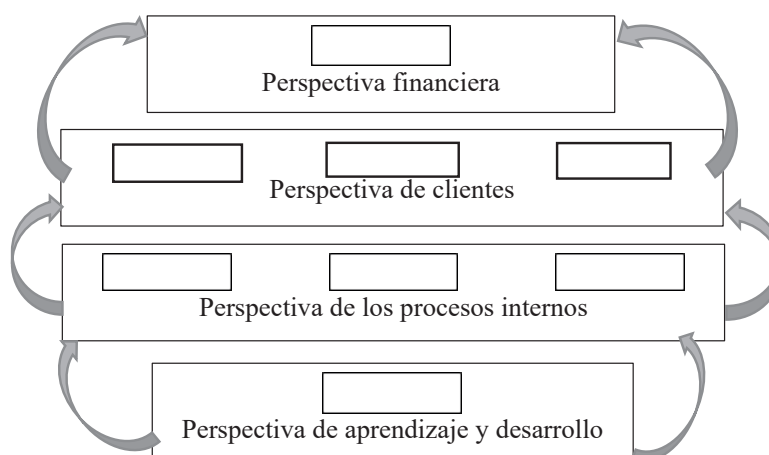 Perspectiva financiera
Perspectiva de clientes
Perspectiva de los procesos internos
Perspectiva de aprendizaje y desarrollo